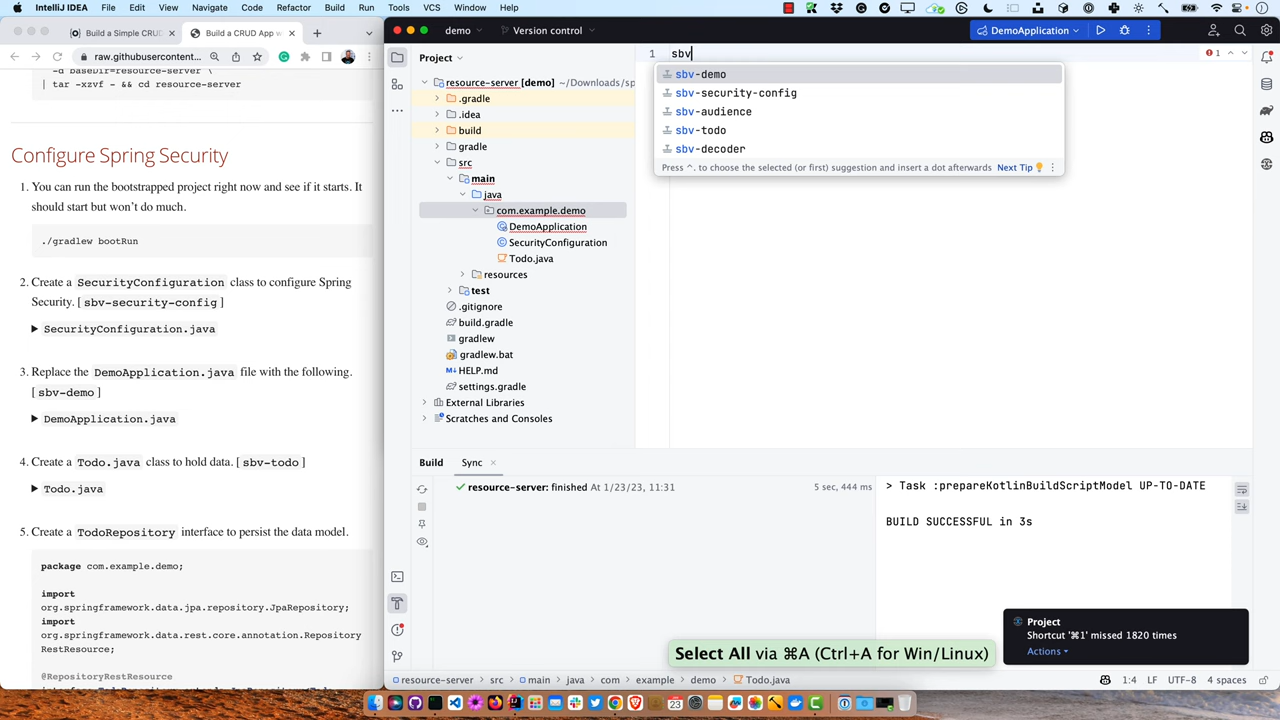 IntelliJ IDEA File Edit View Navigate Code Refactor Build Run Tools VCS Window Help
Build a Simple CRU
Build a CRUD App w
raw.githubusercontent...
-d baseDir=resource-server \
| tar -xzvf - && cd resource-server
Configure Spring Security
1. You can run the bootstrapped project right now and see if it starts. It
should start but won't do much.
./gradlew bootRun
2. Create a SecurityConfiguration class to configure Spring
Security. [ sbv-security-config ]
SecurityConfiguration.java
3. Replace the DemoApplication.java file with the following.
[ sbv-demo ]
DemoApplication.java
4. Create a Todo.java class to hold data. [ sbv-todo ]
Todo.java
5. Create a TodoRepository interface to persist the data model.
package com.example.demo;
import
org.springframework.data.jpa.repository.JpaRepository;
import
org.springframework.data.rest.core.annotation.Repository
RestResource;
@RepositoryRestResource
demo Version control DemoApplication
Project
resource-server [demo] ~/Downloads/sp
.gradle
.idea
build
gradle
src
main
java
com.example.demo
DemoApplication
SecurityConfiguration
Todo.java
resources
test
.gitignore
build.gradle
gradlew
gradlew.bat
HELP.md
settings.gradle
External Libraries
Scratches and Consoles
1 sbv
1
sbv-demo
sbv-security-config
sbv-audience
sbv-todo
sbv-decoder
Press ^. to choose the selected (or first) suggestion and insert a dot afterwards Next Tip
Build Sync
resource-server: finished At 1/23/23, 11:31 5 sec, 444 ms
> Task :prepareKotlinBuildScriptModel UP-TO-DATE
BUILD SUCCESSFUL in 3s
Project
Shortcut '⌘1' missed 1820 times
Actions
Select All via ⌘A (Ctrl+A for Win/Linux)
resource-server > src > main > java > com > example > demo > Todo.java 1:4 LF UTF-8 4 spaces